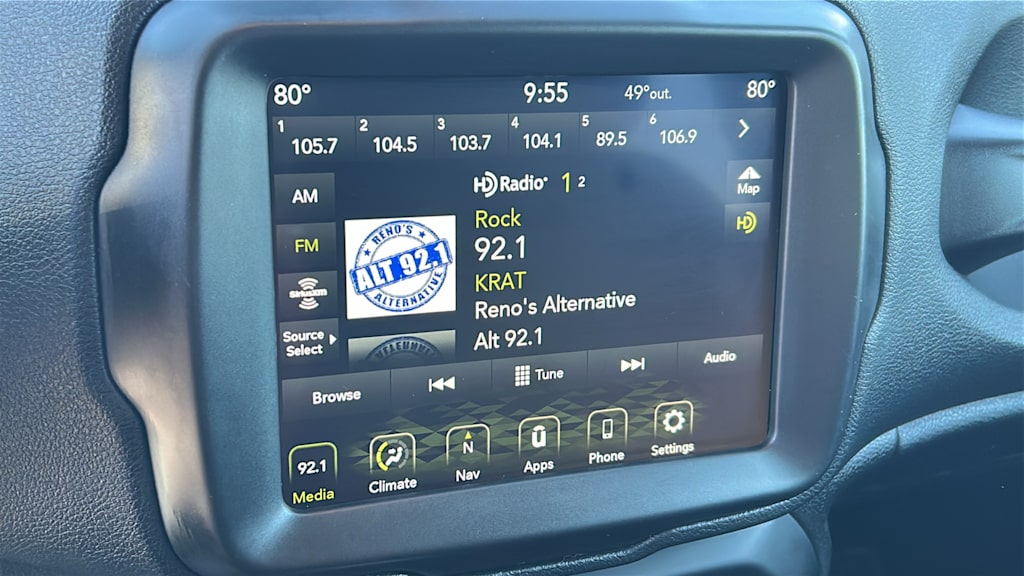 80° 9:55 49°out. 80°
1 105.7 2 104.5 3 103.7 4 104.1 5 89.5 6 106.9
HD Radio 1 2
AM
FM
SiriusXM
Source
Select
RENO'S
ALT 92.1
ALTERNATIVE
Rock
92.1
KRAT
Reno's Alternative
Alt 92.1
Map
HD
Browse Tune Audio
92.1 N U
Media Climate Nav Apps Phone Settings